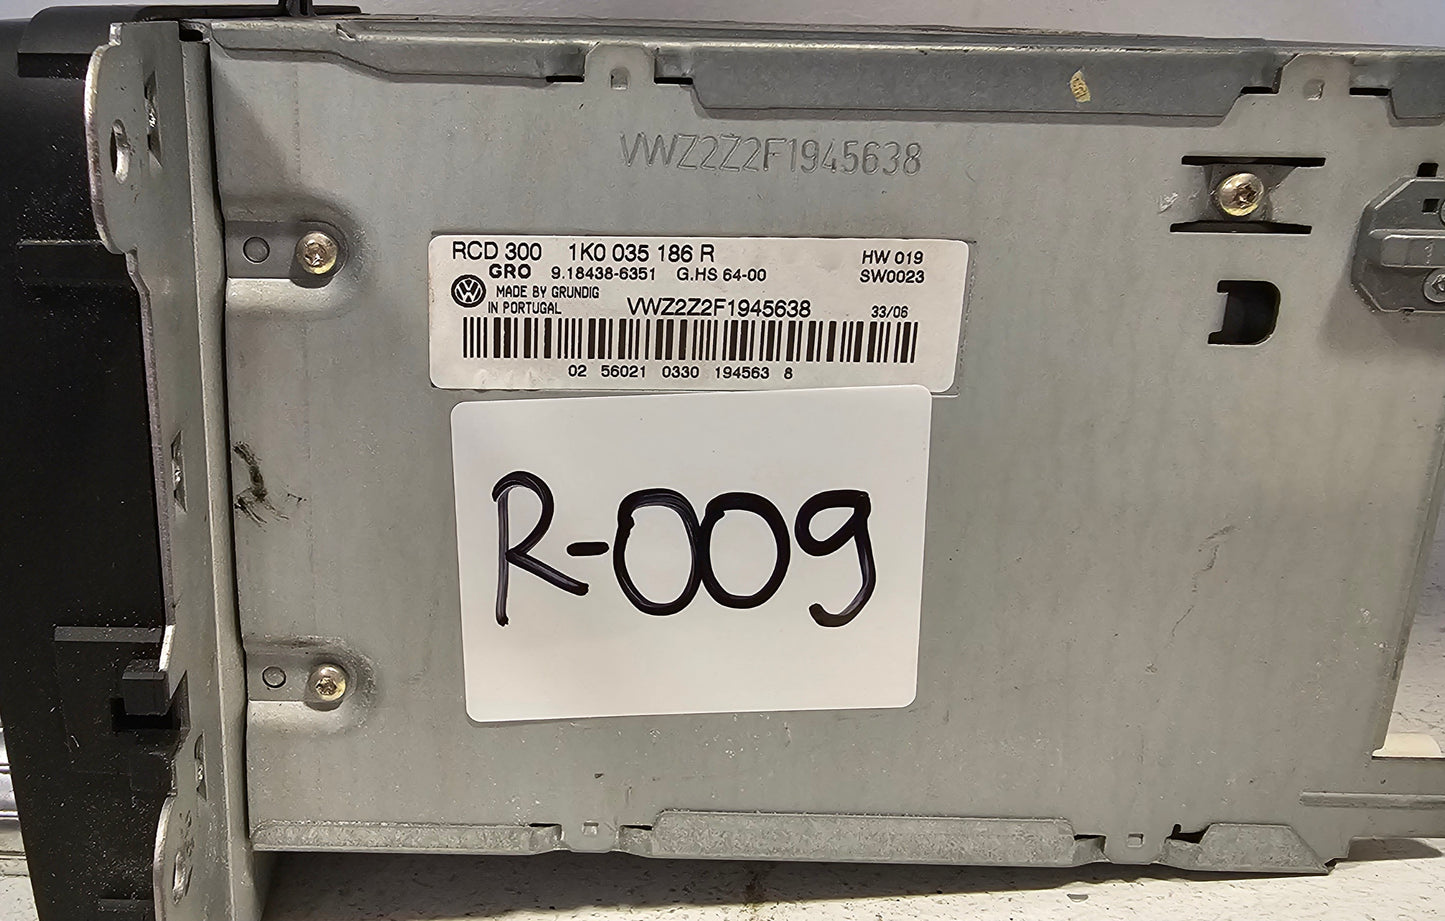 VWZ2Z2F1945638
RCD 300 1K0 035 186 R HW 019
GRO 9.18438-6351 G.HS 64-00 SW0023
MADE BY GRUNDIG
IN PORTUGAL VWZ2Z2F1945638 33/06
02 56021 0330 194563 8
R-009